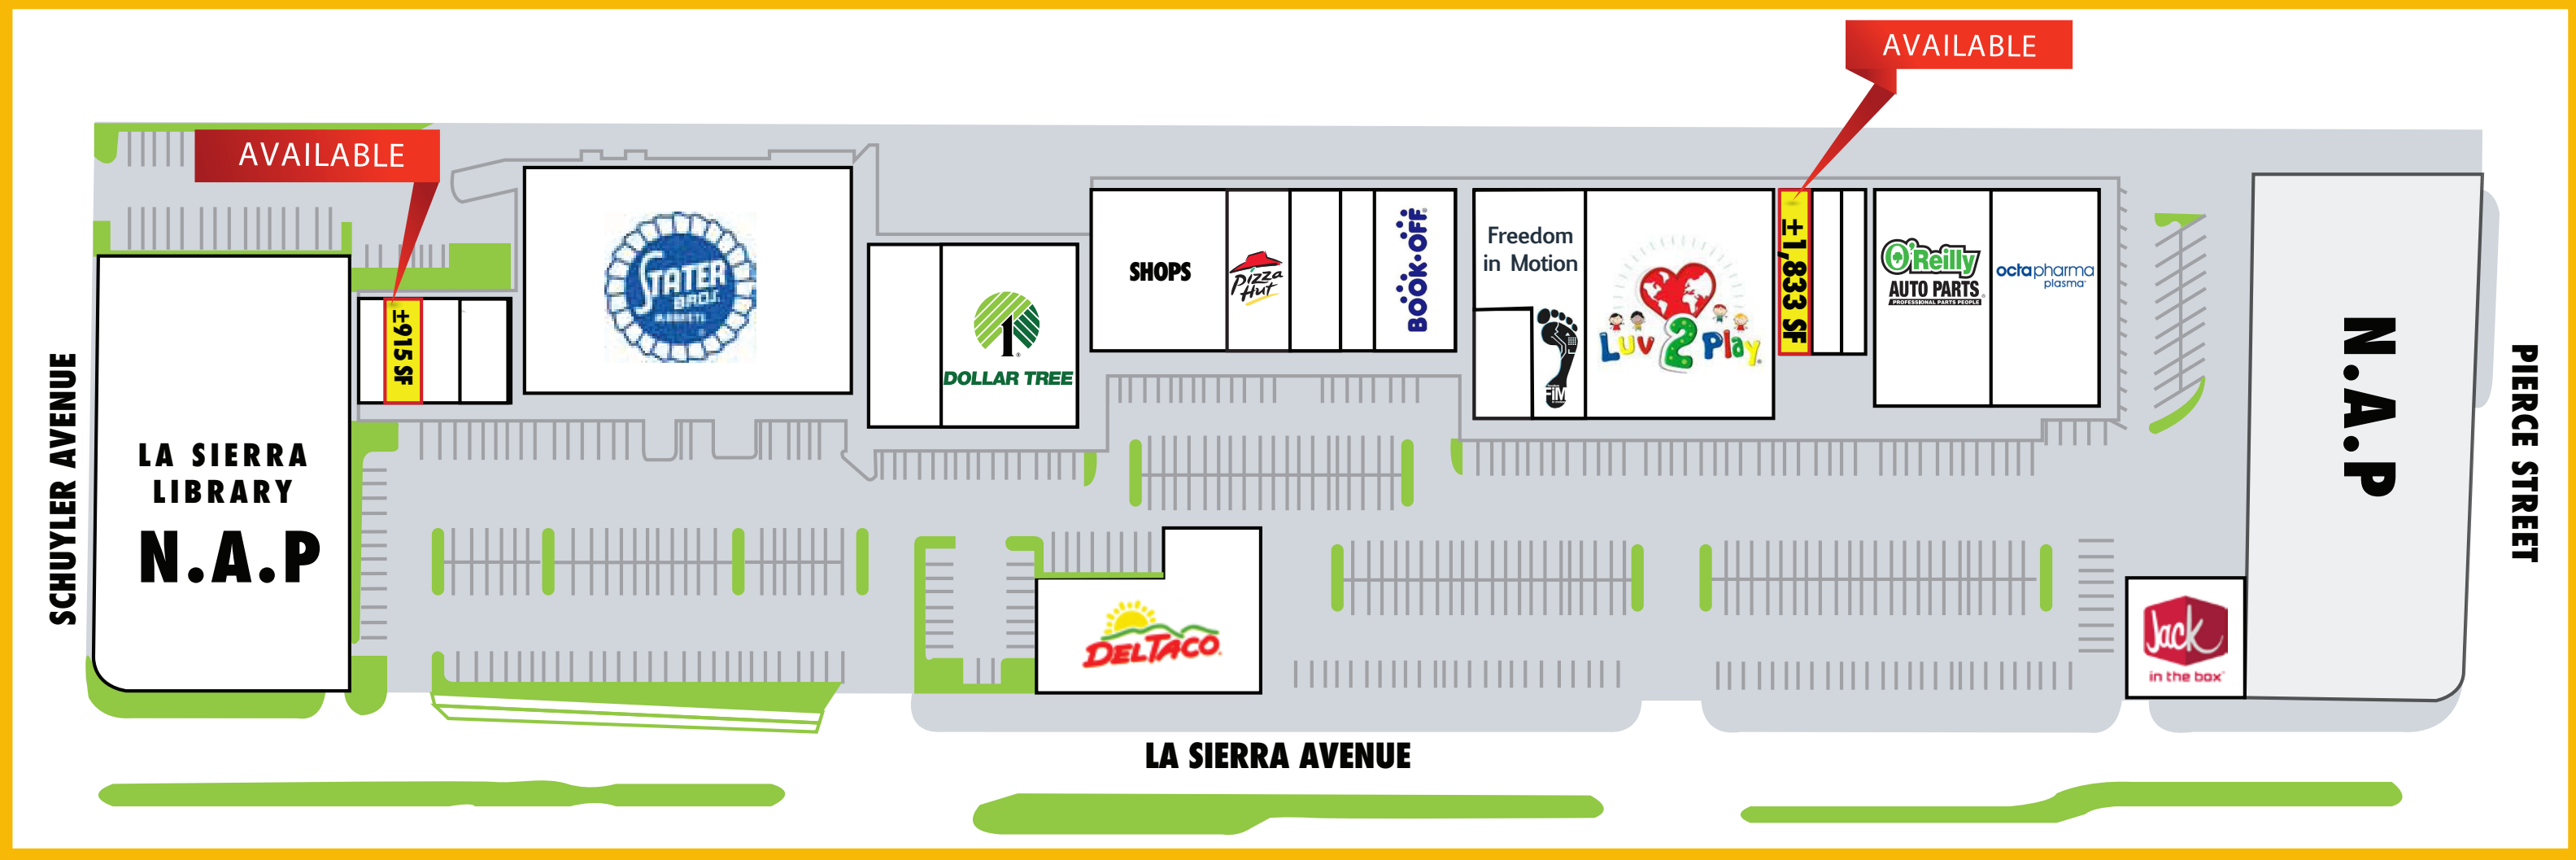 AVAILABLE
AVAILABLE
SCHUYLER AVENUE
LA SIERRA
LIBRARY
N.A.P
±915 SF
STATER
BROS.
MARKETS
1
DOLLAR TREE
SHOPS
Pizza
Hut
BOOK·OFF
Freedom
in Motion
FiM
Luv 2 Play
±1,833 SF
O'Reilly
AUTO PARTS
PROFESSIONAL PARTS PEOPLE
octapharma
plasma
N.A.P
PIERCE STREET
DEL TACO
Jack
in the box
LA SIERRA AVENUE